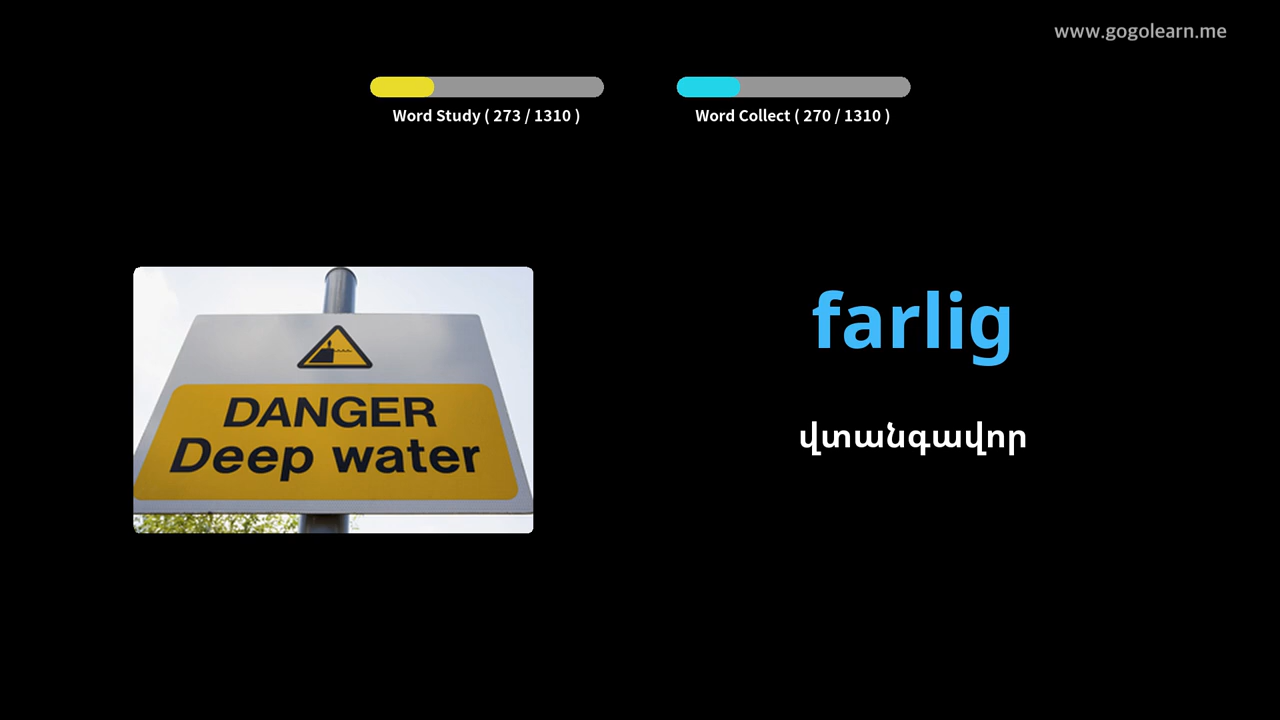 www.gogolearn.me
Word Study ( 273 / 1310 )
Word Collect ( 270 / 1310 )
DANGER
Deep water
farlig
վտանգավոր